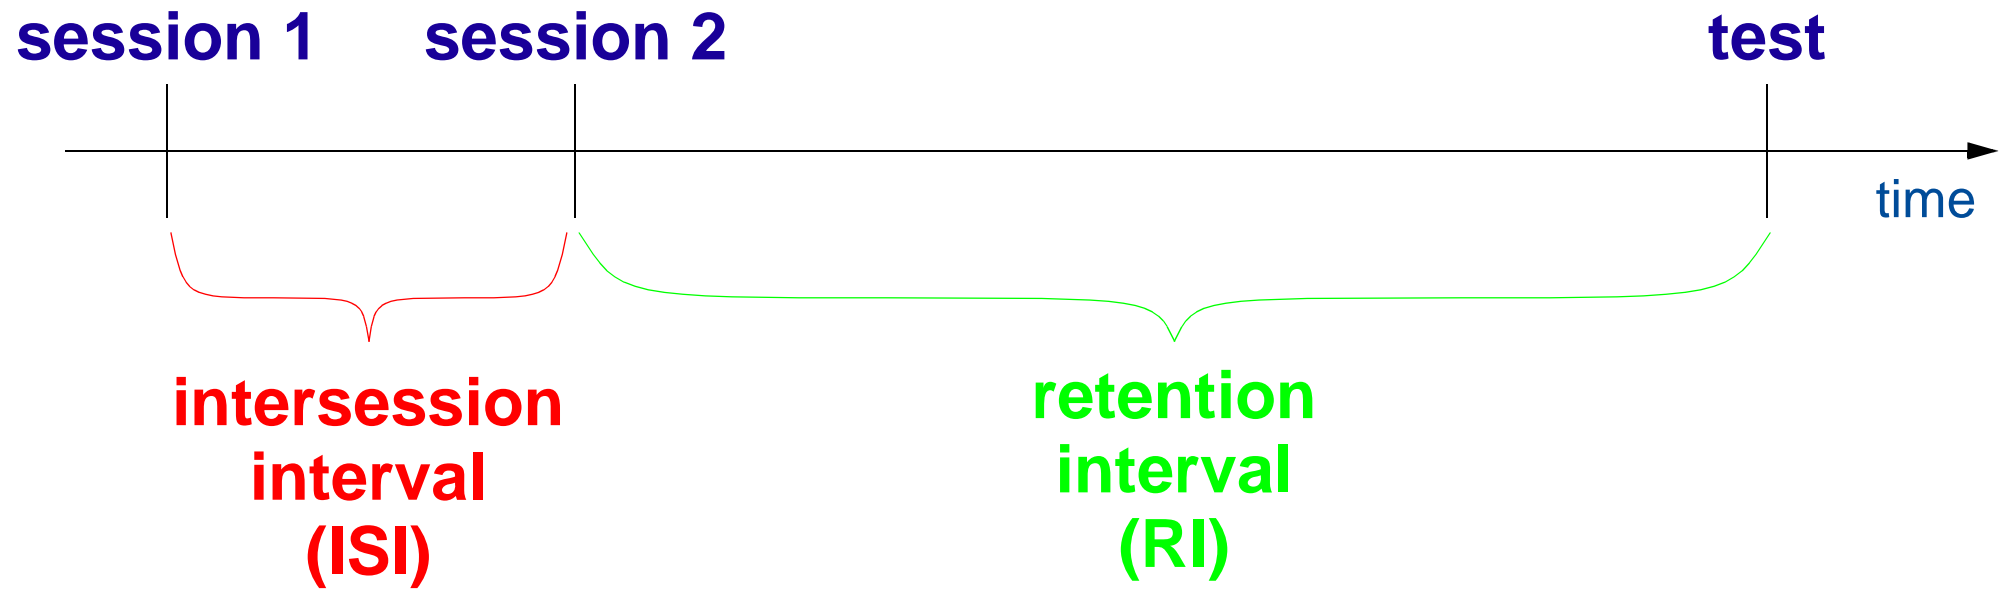 session 1
session 2
test
time
intersession
interval
(ISI)
retention
interval
(RI)